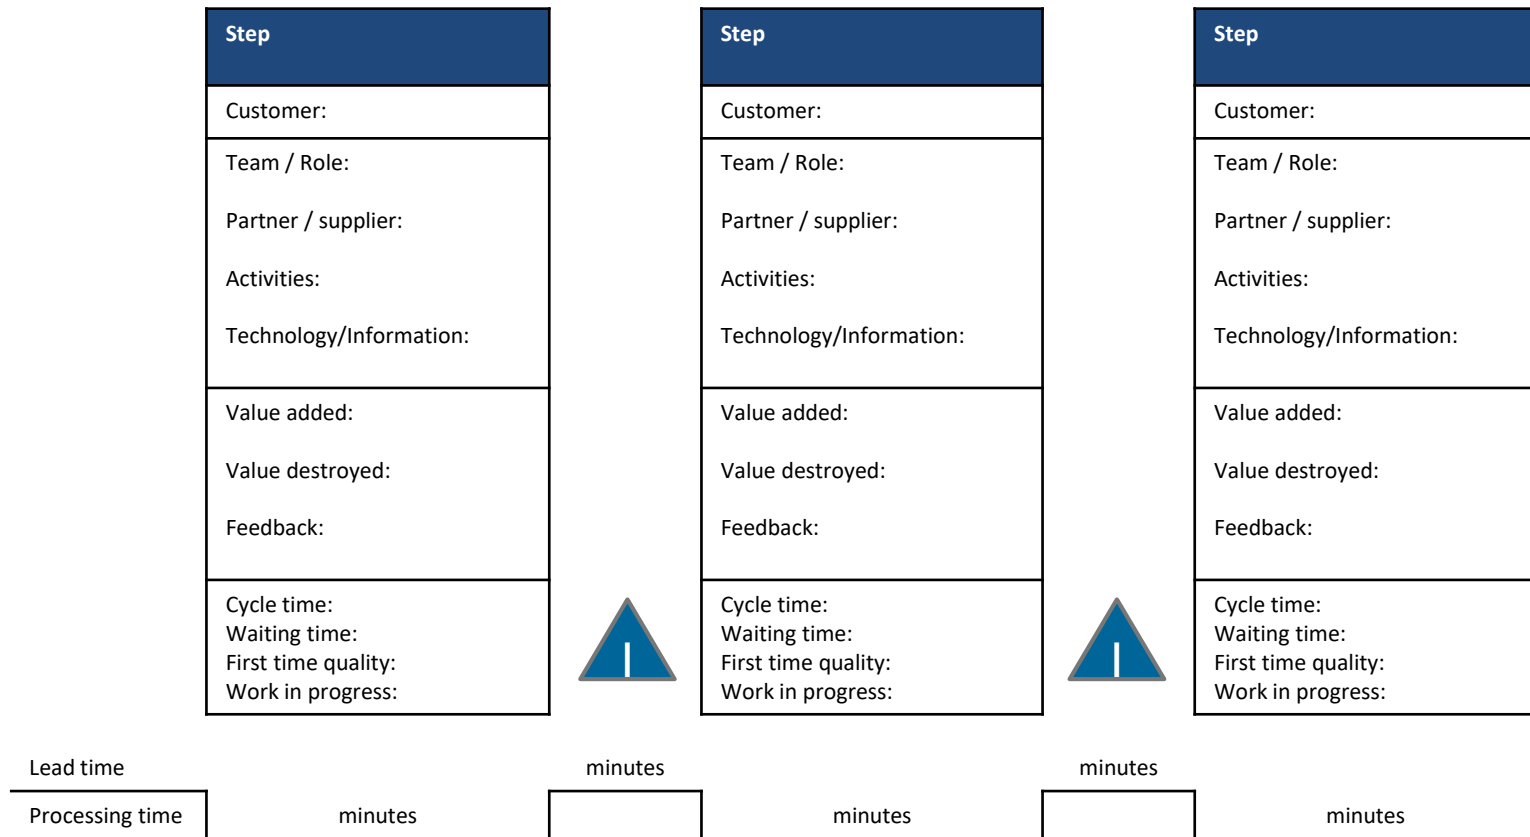 Step
Customer:
Team / Role:
Partner / supplier:
Activities:
Technology/Information:
Value added:
Value destroyed:
Feedback:
Cycle time:
Waiting time:
First time quality:
Work in progress:
I
Step
Customer:
Team / Role:
Partner / supplier:
Activities:
Technology/Information:
Value added:
Value destroyed:
Feedback:
Cycle time:
Waiting time:
First time quality:
Work in progress:
I
Step
Customer:
Team / Role:
Partner / supplier:
Activities:
Technology/Information:
Value added:
Value destroyed:
Feedback:
Cycle time:
Waiting time:
First time quality:
Work in progress:
Lead time minutes minutes
Processing time minutes minutes minutes